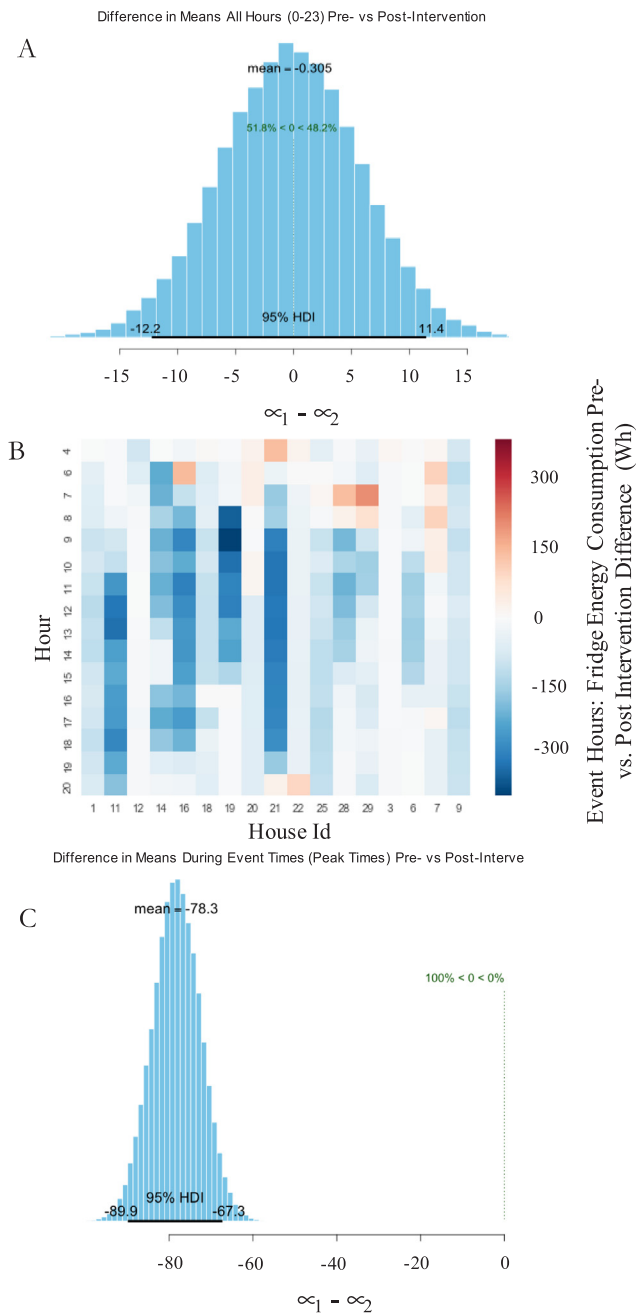 Difference in Means All Hours (0-23) Pre- vs Post-Intervention
A
mean = -0.305
51.8% < 0 < 48.2%
95% HDI
-12.2 11.4
-15 -10 -5 0 5 10 15
∝1 - ∝2
B
Hour
4
6
7
8
9
10
11
12
13
14
15
16
17
18
19
20
1 11 12 14 16 18 19 20 21 22 25 28 29 3 6 7 9
House Id
300
150
0
-150
-300
Event Hours: Fridge Energy Consumption Pre-
vs. Post Intervention Difference (Wh)
Difference in Means During Event Times (Peak Times) Pre- vs Post-Interve
C
mean = -78.3
100% < 0 < 0%
95% HDI
-89.9 -67.3
-80 -60 -40 -20 0
∝1 - ∝2